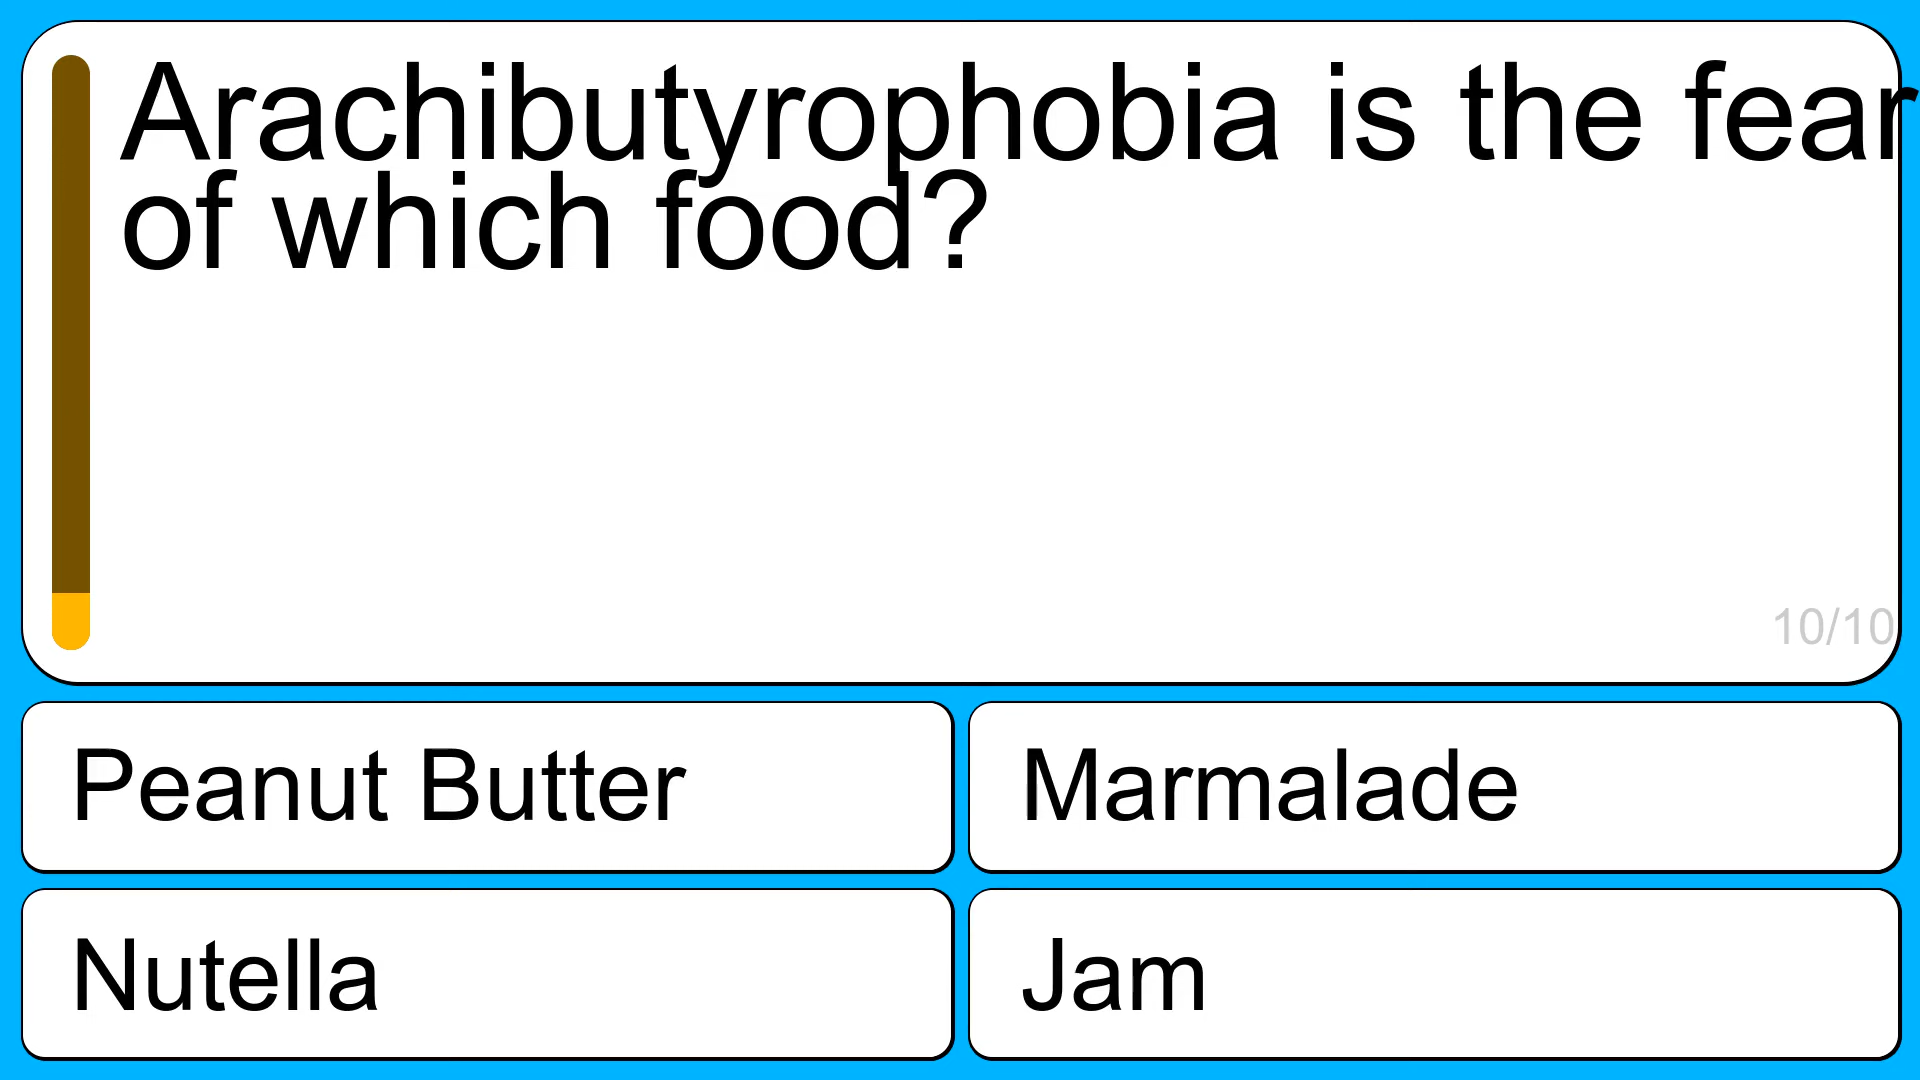 Arachibutyrophobia is the fear
of which food?
10/10
Peanut Butter
Marmalade
Nutella
Jam